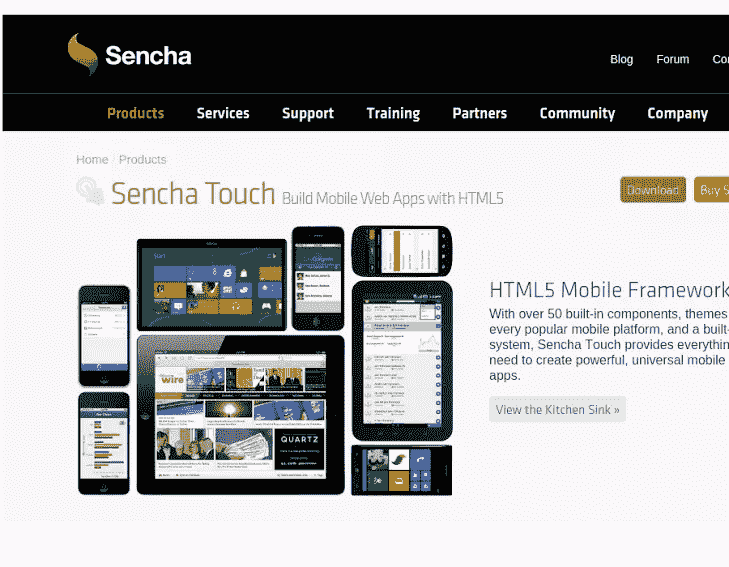 Sencha
Blog Forum
Products Services Support Training Partners Community Company
Home / Products
Sencha Touch Build Mobile Web Apps with HTML5
Download Buy
HTML5 Mobile Framework
With over 50 built-in components, themes
every popular mobile platform, and a built-
system, Sencha Touch provides everythin
need to create powerful, universal mobile
apps.
View the Kitchen Sink »
Start
wire
QUARTZ